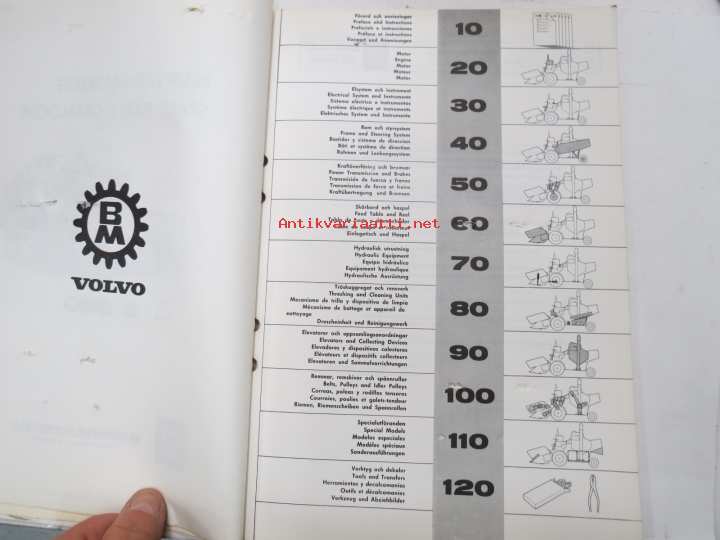 BM
VOLVO
Förord och anvisningar
Preface and Instructions
Prefacio e instrucciones
Préface et instructions
Vorwort und Anweisungen
10
Motor
Engine
Motor
Moteur
Motor
20
Elsystem och instrument
Electrical System and Instruments
Sistema eléctrico e instrumentos
Système électrique et instruments
Elektrisches System und Instrumente
30
Ram och styrsystem
Frame and Steering System
Bastidor y sistema de direccion
Bâti et système de direction
Rahmen und Lenkungssystem
40
Kraftöverföring och bromsar
Power Transmission and Brakes
Transmisión de fuerza y frenos
Transmission de force et freins
Kraftübertragung und Bremsen
50
Skärbord och haspel
Feed Table and Reel
Antikvariaatti.net
Einlegetisch und Haspel
60
Hydraulisk utrustning
Hydraulic Equipment
Equipo hidráulico
Equipement hydraulique
Hydraulische Ausrüstung
70
Tröskaggregat och rensverk
Thrashing and Cleaning Units
Mecanismo de trilla y dispositivo de limpia
Mécanisme de battage et appareil de
nettoyage
Drescheinheit und Reinigungswerk
80
Elevatorer och uppsamlingsanordningar
Elevators and Collecting Devices
Elevadores y dispositivos colectores
Elévateurs et dispositifs collecteurs
Elevatoren und Sammelvorrichtungen
90
Remmar, remskivor och spännrullar
Belts, Pulleys and Idler Pulleys
Correas, poleas y rodillos tensores
Courroies, poulies et galets-tendeur
Riemen, Riemenscheiben und Spannrollen
100
Specialutföranden
Special Models
Modelos especiales
Modèles spéciaux
Sonderausführungen
110
Verktyg och dekaler
Tools and Transfers
Herramientas y decalcomanias
Outils et décalcomanies
Werkzeug und Abziehbilder
120